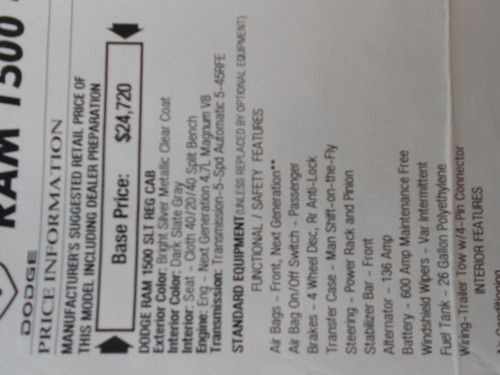 RAM 1500
DODGE
PRICE INFORMATION
MANUFACTURER'S SUGGESTED RETAIL PRICE OF
THIS MODEL INCLUDING DEALER PREPARATION
Base Price: $24,720
DODGE RAM 1500 SLT REG CAB
Exterior Color: Bright Silver Metallic Clear Coat
Interior Color: Dark Slate Gray
Interior: Seat - Cloth 40/20/40 Split Bench
Engine: Eng - Next Generation 4.7L Magnum V8
Transmission: Transmission-5-Spd Automatic 5-45RFE
STANDARD EQUIPMENT (UNLESS REPLACED BY OPTIONAL EQUIPMENT)
FUNCTIONAL / SAFETY FEATURES
Air Bags - Front, Next Generation**
Air Bag On/Off Switch - Passenger
Brakes - 4 Wheel Disc, Rr Anti-Lock
Transfer Case - Man Shift-on-the-Fly
Steering - Power Rack and Pinion
Stabilizer Bar - Front
Alternator - 136 Amp
Battery - 600 Amp Maintenance Free
Windshield Wipers - Var Intermittent
Fuel Tank - 26 Gallon Polyethylene
Wiring-Trailer Tow w/4-Pin Connector
INTERIOR FEATURES